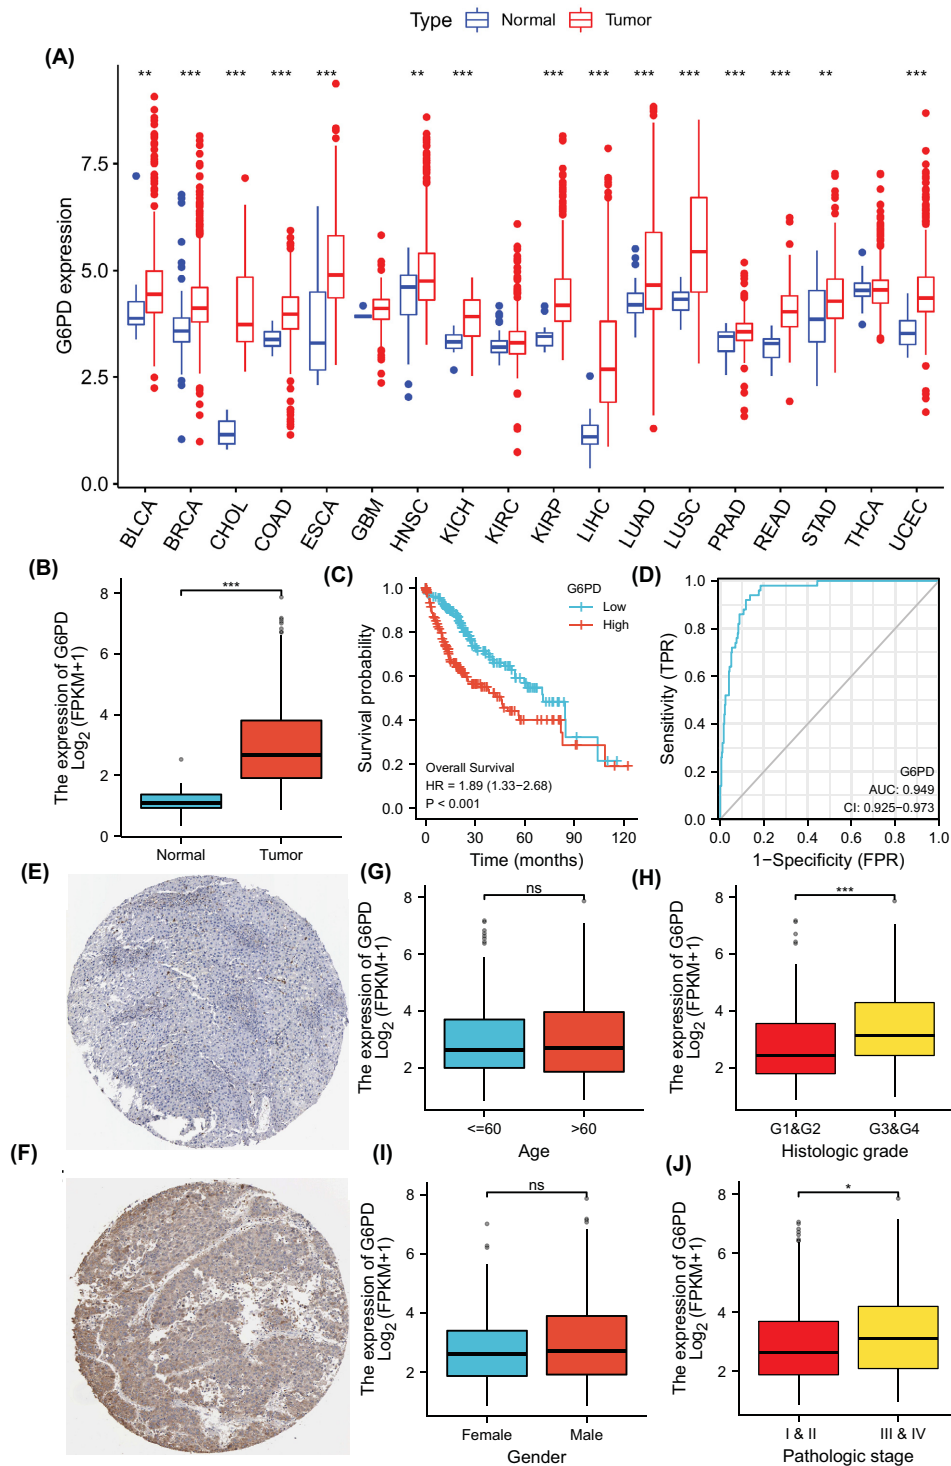 Type Normal Tumor
(A)
** *** *** *** *** ** *** *** *** *** *** *** *** ** ***
G6PD expression
7.5
5.0
2.5
0.0
BLCA BRCA CHOL COAD ESCA GBM HNSC KICH KIRC KIRP LIHC LUAD LUSC PRAD READ STAD THCA UCEC
(B)
***
The expression of G6PD
Log2 (FPKM+1)
8
6
4
2
0
Normal Tumor
(C)
G6PD
Low
High
Survival probability
1.0
0.8
0.6
0.4
0.2
0.0
Overall Survival
HR = 1.89 (1.33−2.68)
P < 0.001
0 30 60 90 120
Time (months)
(D)
Sensitivity (TPR)
1.0
0.8
0.6
0.4
0.2
0.0
G6PD
AUC: 0.949
CI: 0.925−0.973
0.0 0.2 0.4 0.6 0.8 1.0
1−Specificity (FPR)
(E)
(G)
ns
The expression of G6PD
Log2 (FPKM+1)
8
6
4
2
<=60 >60
Age
(H)
***
The expression of G6PD
Log2 (FPKM+1)
8
6
4
2
G1&G2 G3&G4
Histologic grade
(F)
(I)
ns
The expression of G6PD
Log2 (FPKM+1)
8
6
4
2
Female Male
Gender
(J)
*
The expression of G6PD
Log2 (FPKM+1)
8
6
4
2
I & II III & IV
Pathologic stage